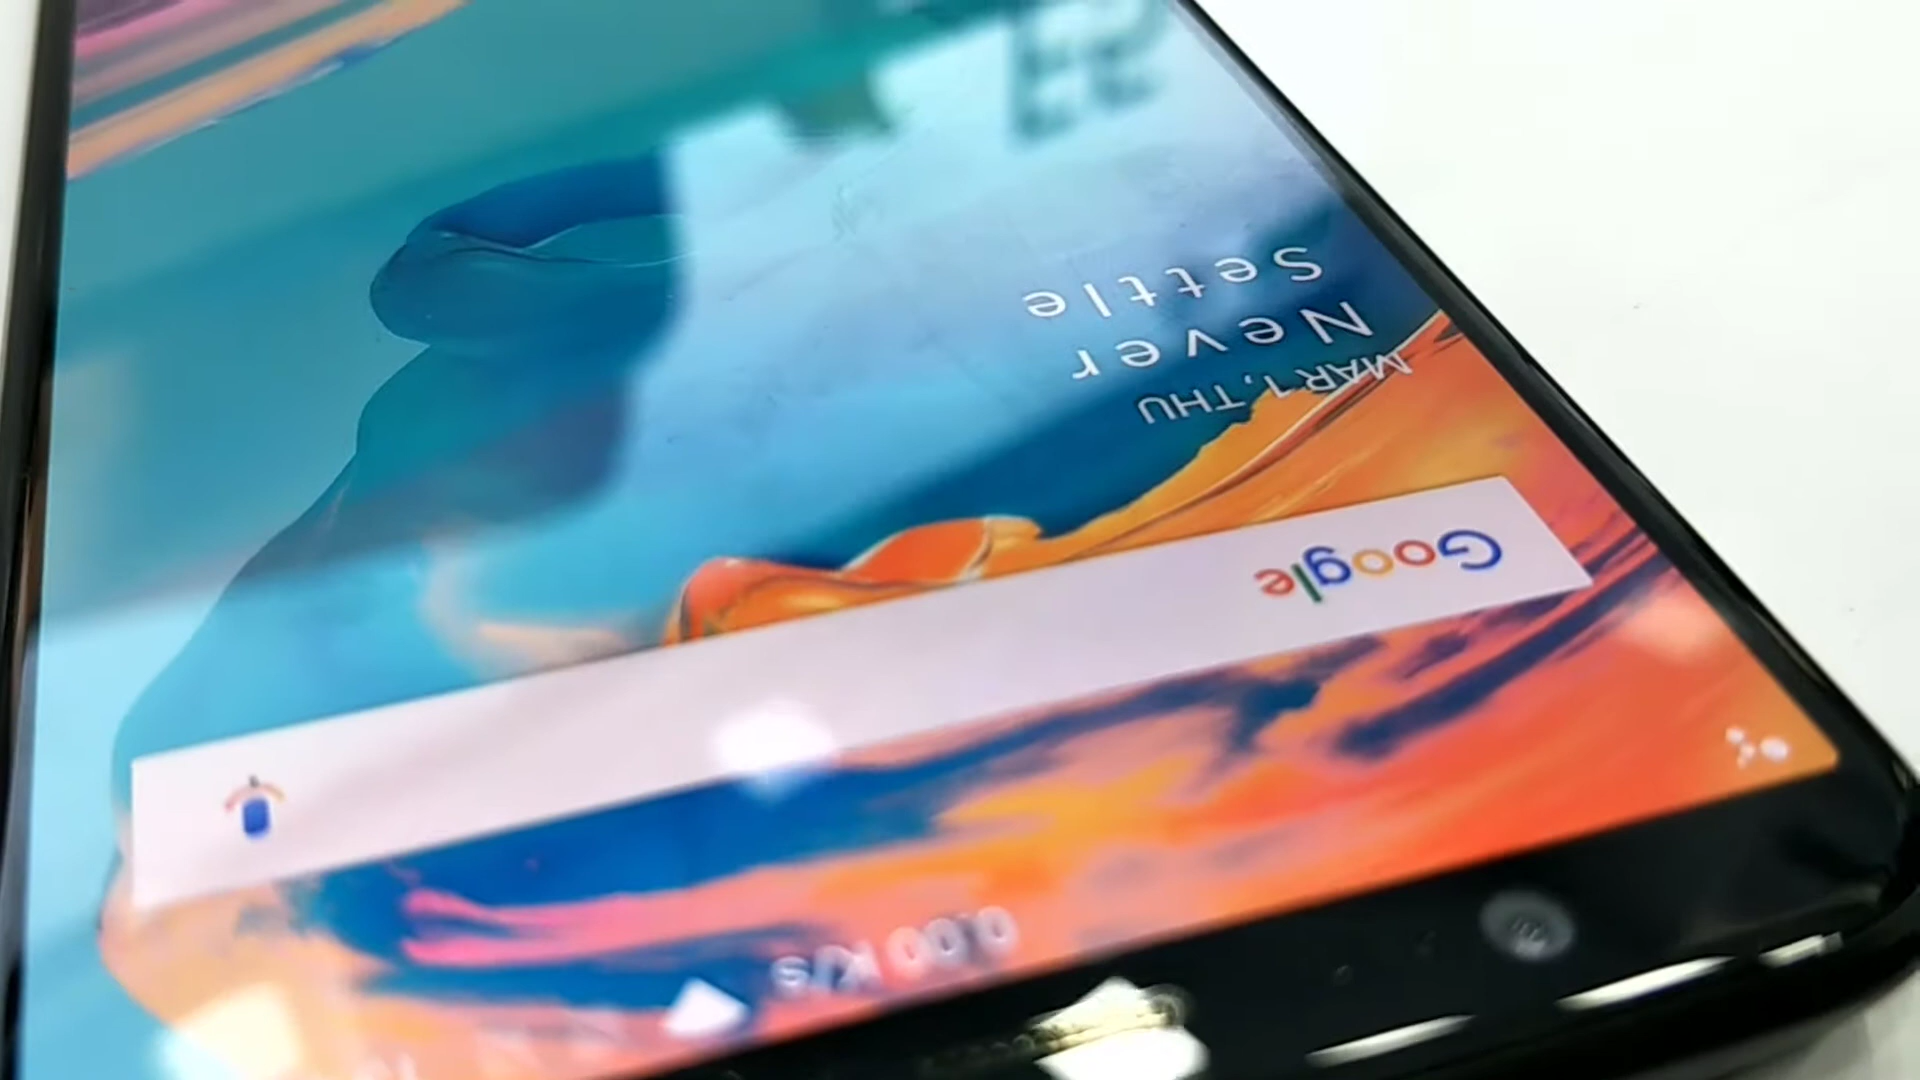 0.00 K/s
Google
MAR 1, THU
Never
Settle